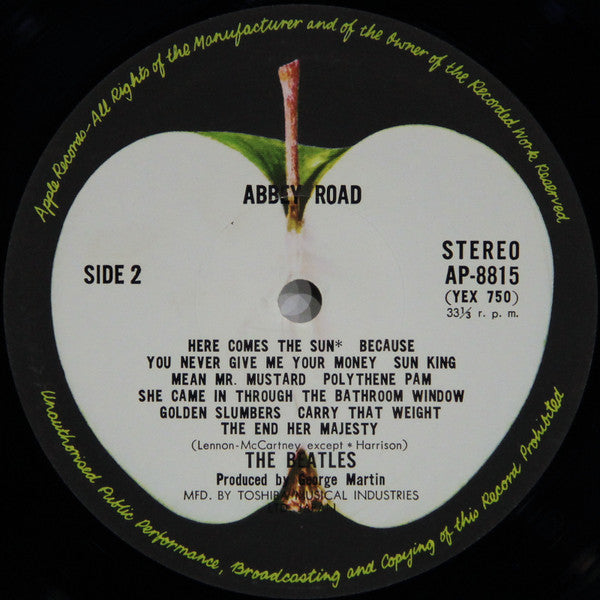 Apple Records-All Rights of the Manufacturer and of the Owner of the Recorded Work Reserved
ABBEY ROAD
SIDE 2
STEREO
AP-8815
(YEX 750)
33⅓ r. p. m.
HERE COMES THE SUN* BECAUSE
YOU NEVER GIVE ME YOUR MONEY SUN KING
MEAN MR. MUSTARD POLYTHENE PAM
SHE CAME IN THROUGH THE BATHROOM WINDOW
GOLDEN SLUMBERS CARRY THAT WEIGHT
THE END HER MAJESTY
(Lennon-McCartney except * Harrison)
THE BEATLES
Produced by George Martin
MFD. BY TOSHIBA MUSICAL INDUSTRIES
LTD.
Unauthorised Public Performance, Broadcasting and Copying of this Record Prohibited